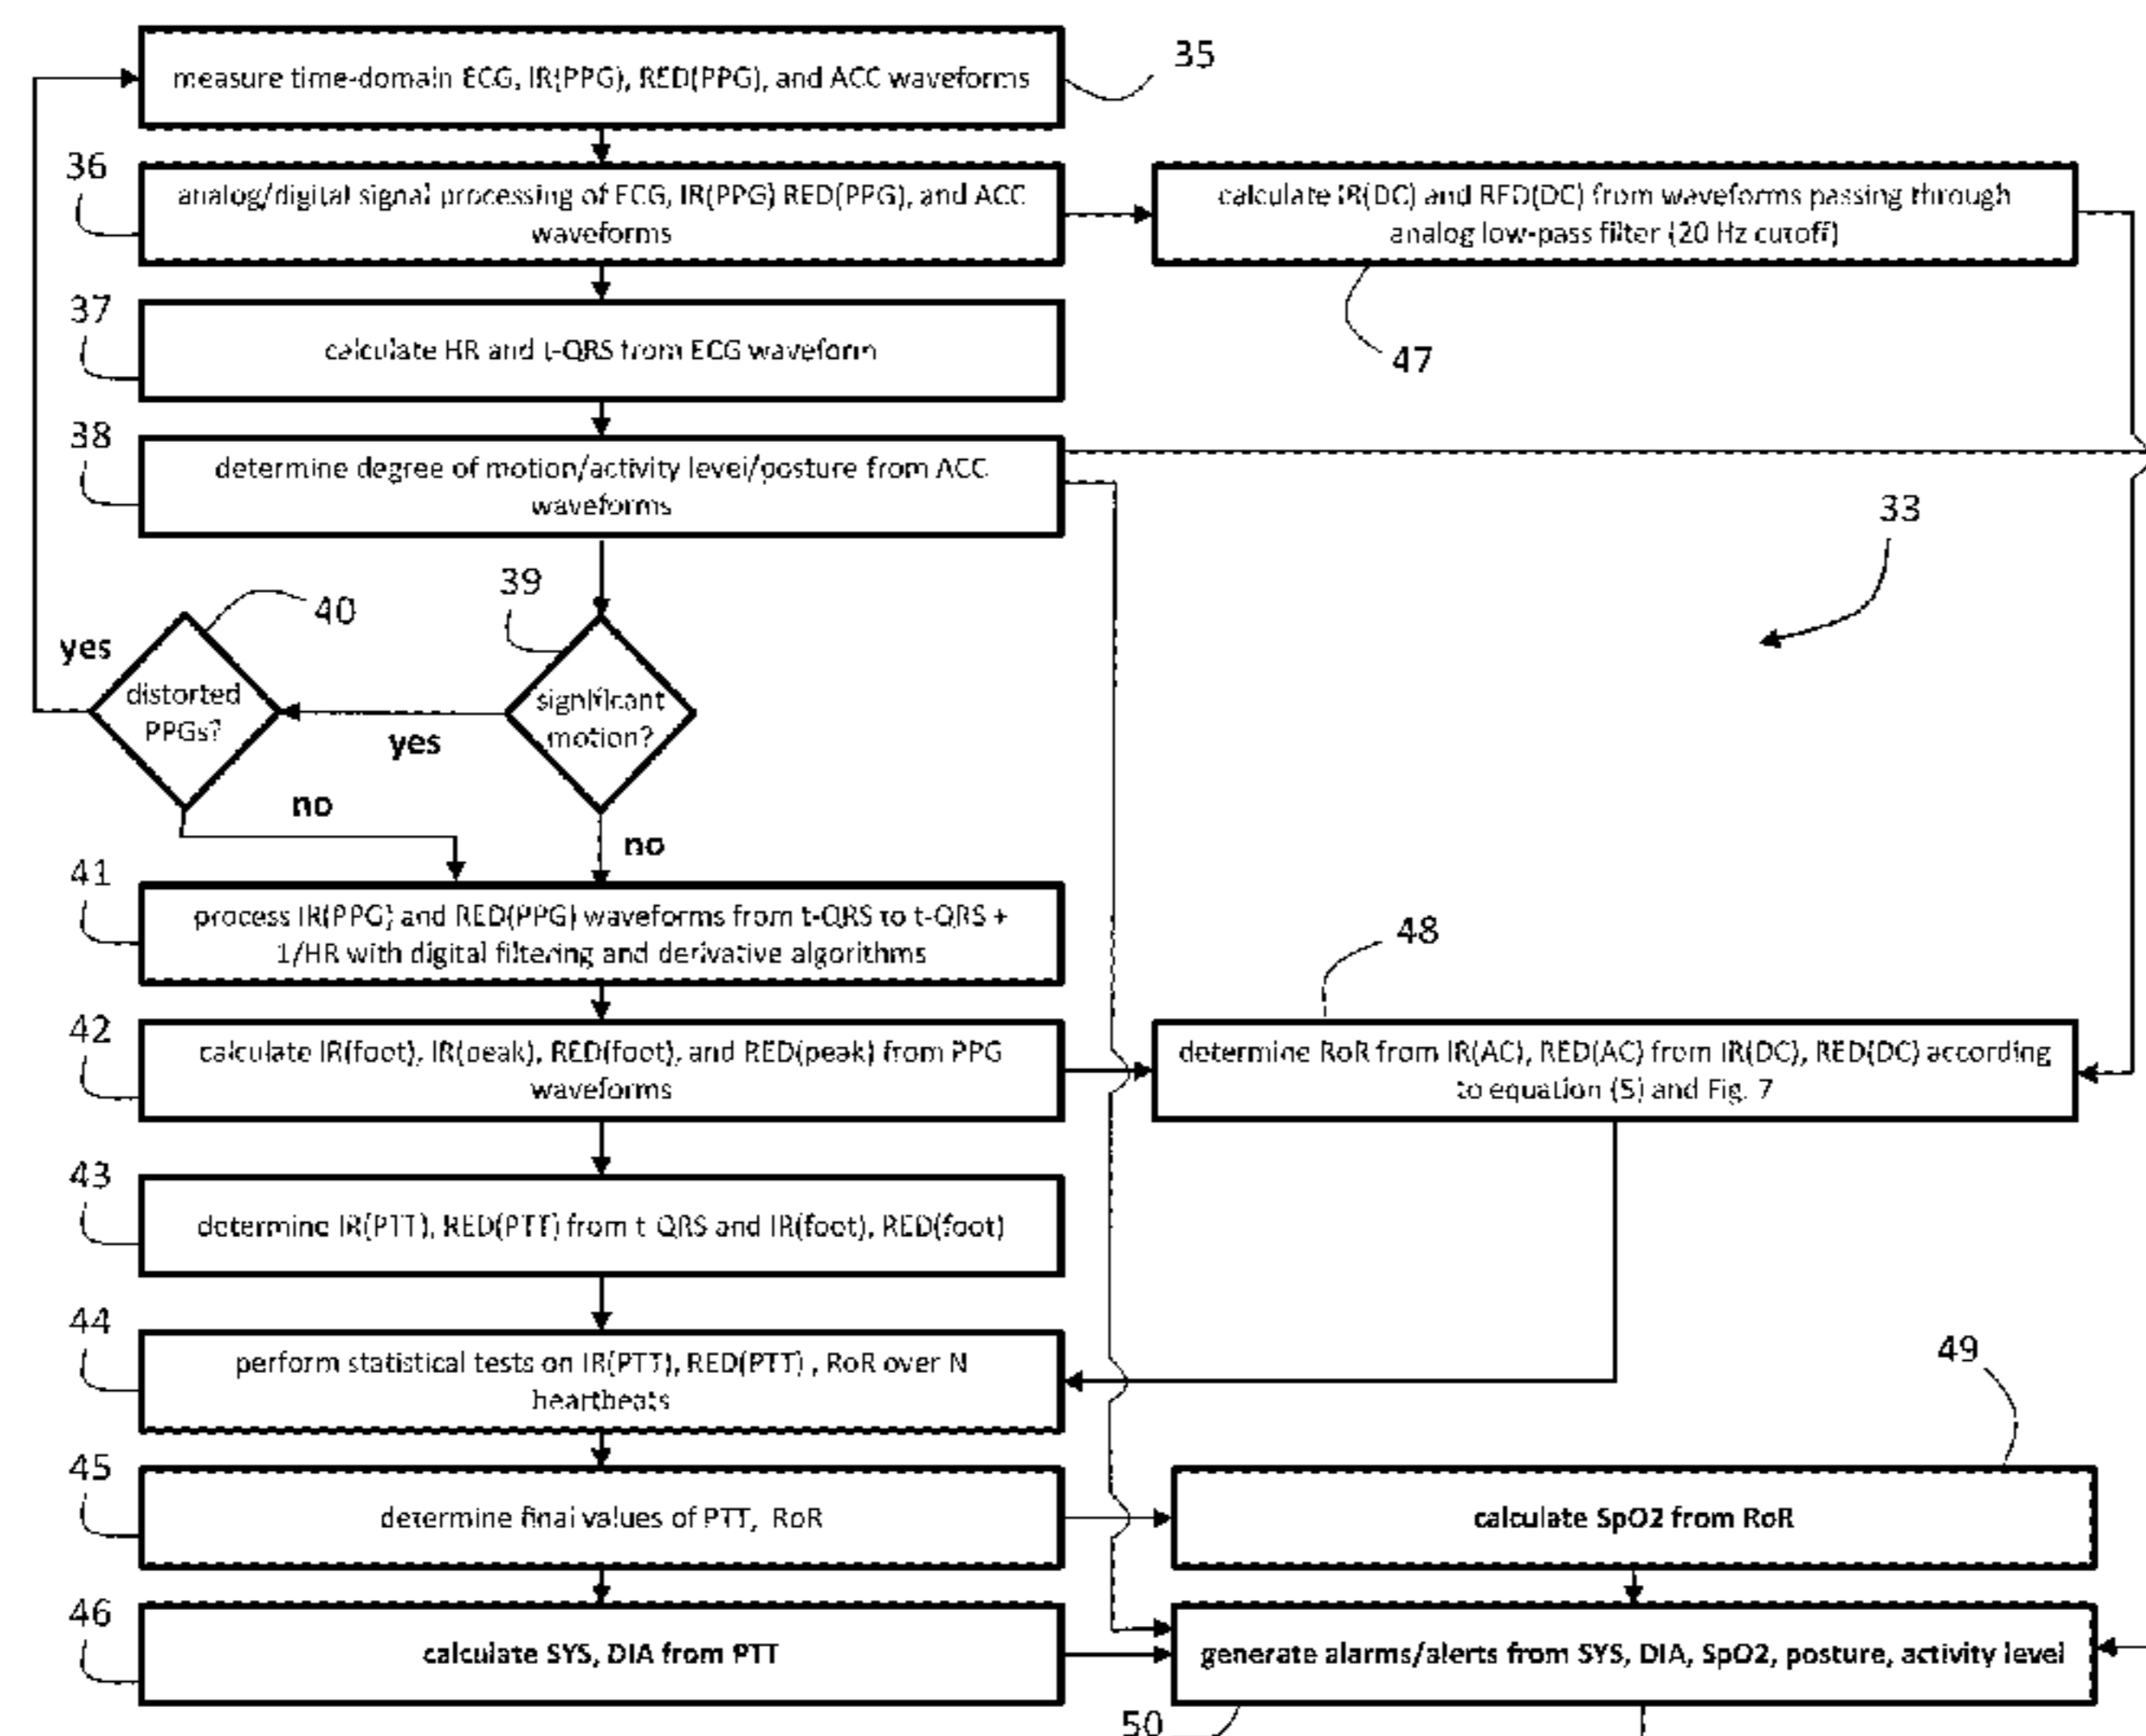 measure time-domain ECG, IR(PPG), RED(PPG), and ACC waveforms
35
36
analog/digital signal processing of ECG, IR(PPG) RED(PPG), and ACC
waveforms
calculate IR(DC) and RED(DC) from waveforms passing through
analog low-pass filter (20 Hz cutoff)
47
37
calculate HR and t-QRS from ECG waveform
38
determine degree of motion/activity level/posture from ACC
waveforms
33
39
40
yes
distorted
PPGs?
significant
motion?
yes
no
no
41
process IR(PPG) and RED(PPG) waveforms from t-QRS to t-QRS +
1/HR with digital filtering and derivative algorithms
48
42
calculate IR(foot), IR(peak), RED(foot), and RED(peak) from PPG
waveforms
determine RoR from IR(AC), RED(AC) from IR(DC), RED(DC) according
to equation (5) and Fig. 7
43
determine IR(PTT), RED(PTT) from t QRS and IR(foot), RED(foot)
44
perform statistical tests on IR(PTT), RED(PTT) , RoR over N
heartbeats
49
45
determine final values of PTT, RoR
calculate SpO2 from RoR
46
calculate SYS, DIA from PTT
generate alarms/alerts from SYS, DIA, SpO2, posture, activity level
50